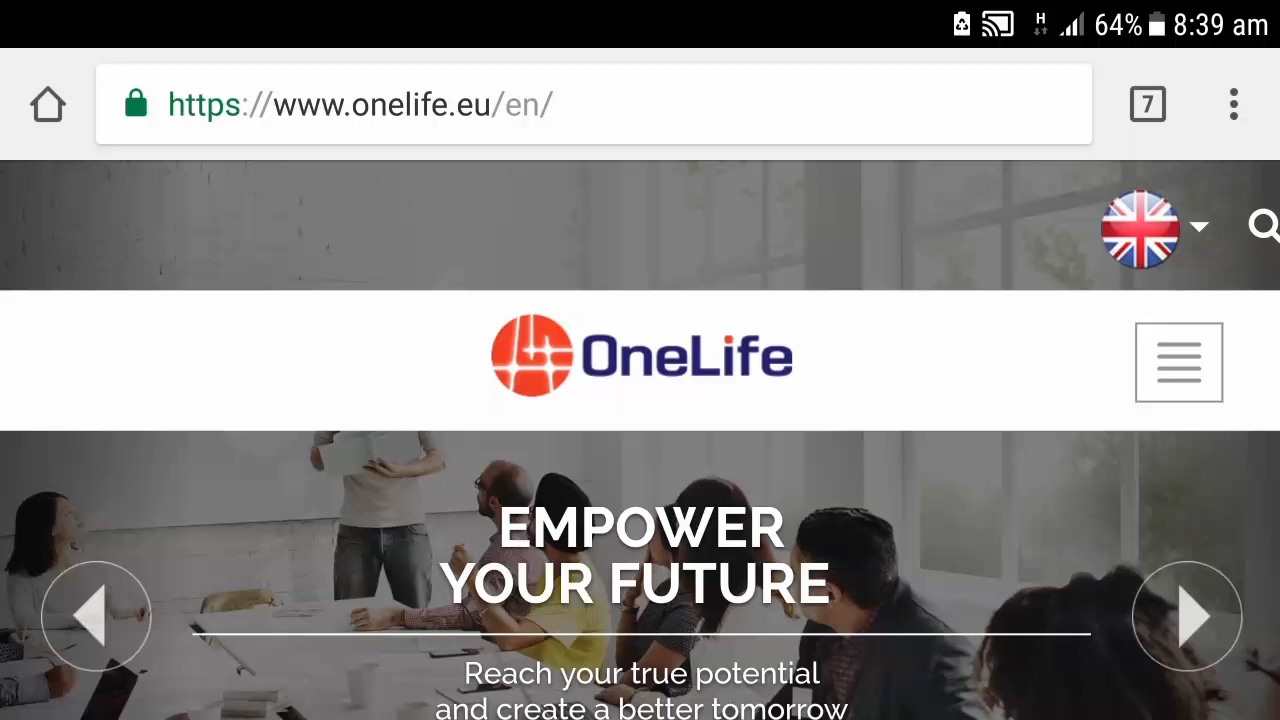 H 64% 8:39 am
https://www.onelife.eu/en/ 7
OneLife
EMPOWER
YOUR FUTURE
Reach your true potential
and create a better tomorrow